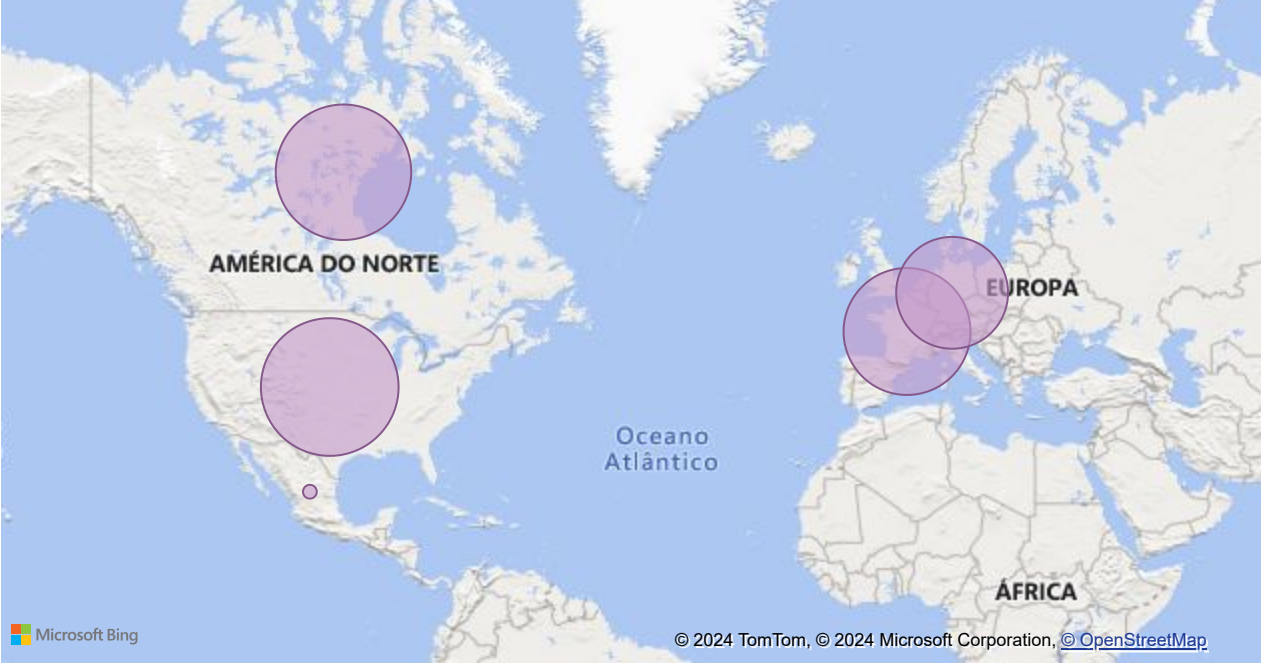 AMÉRICA DO NORTE
EUROPA
Oceano
Atlântico
ÁFRICA
Microsoft Bing
© 2024 TomTom, © 2024 Microsoft Corporation, © OpenStreetMap